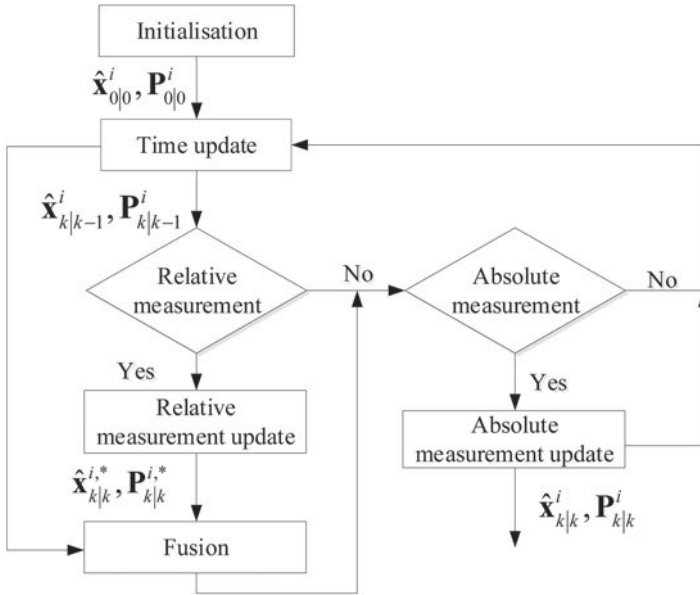 Initialisation
x̂^i_{0|0}, P^i_{0|0}
Time update
x̂^i_{k|k−1}, P^i_{k|k−1}
Relative
measurement
No
Absolute
measurement
No
Yes
Relative
measurement update
Yes
Absolute
measurement update
x̂^{i,*}_{k|k}, P^{i,*}_{k|k}
x̂^i_{k|k}, P^i_{k|k}
Fusion